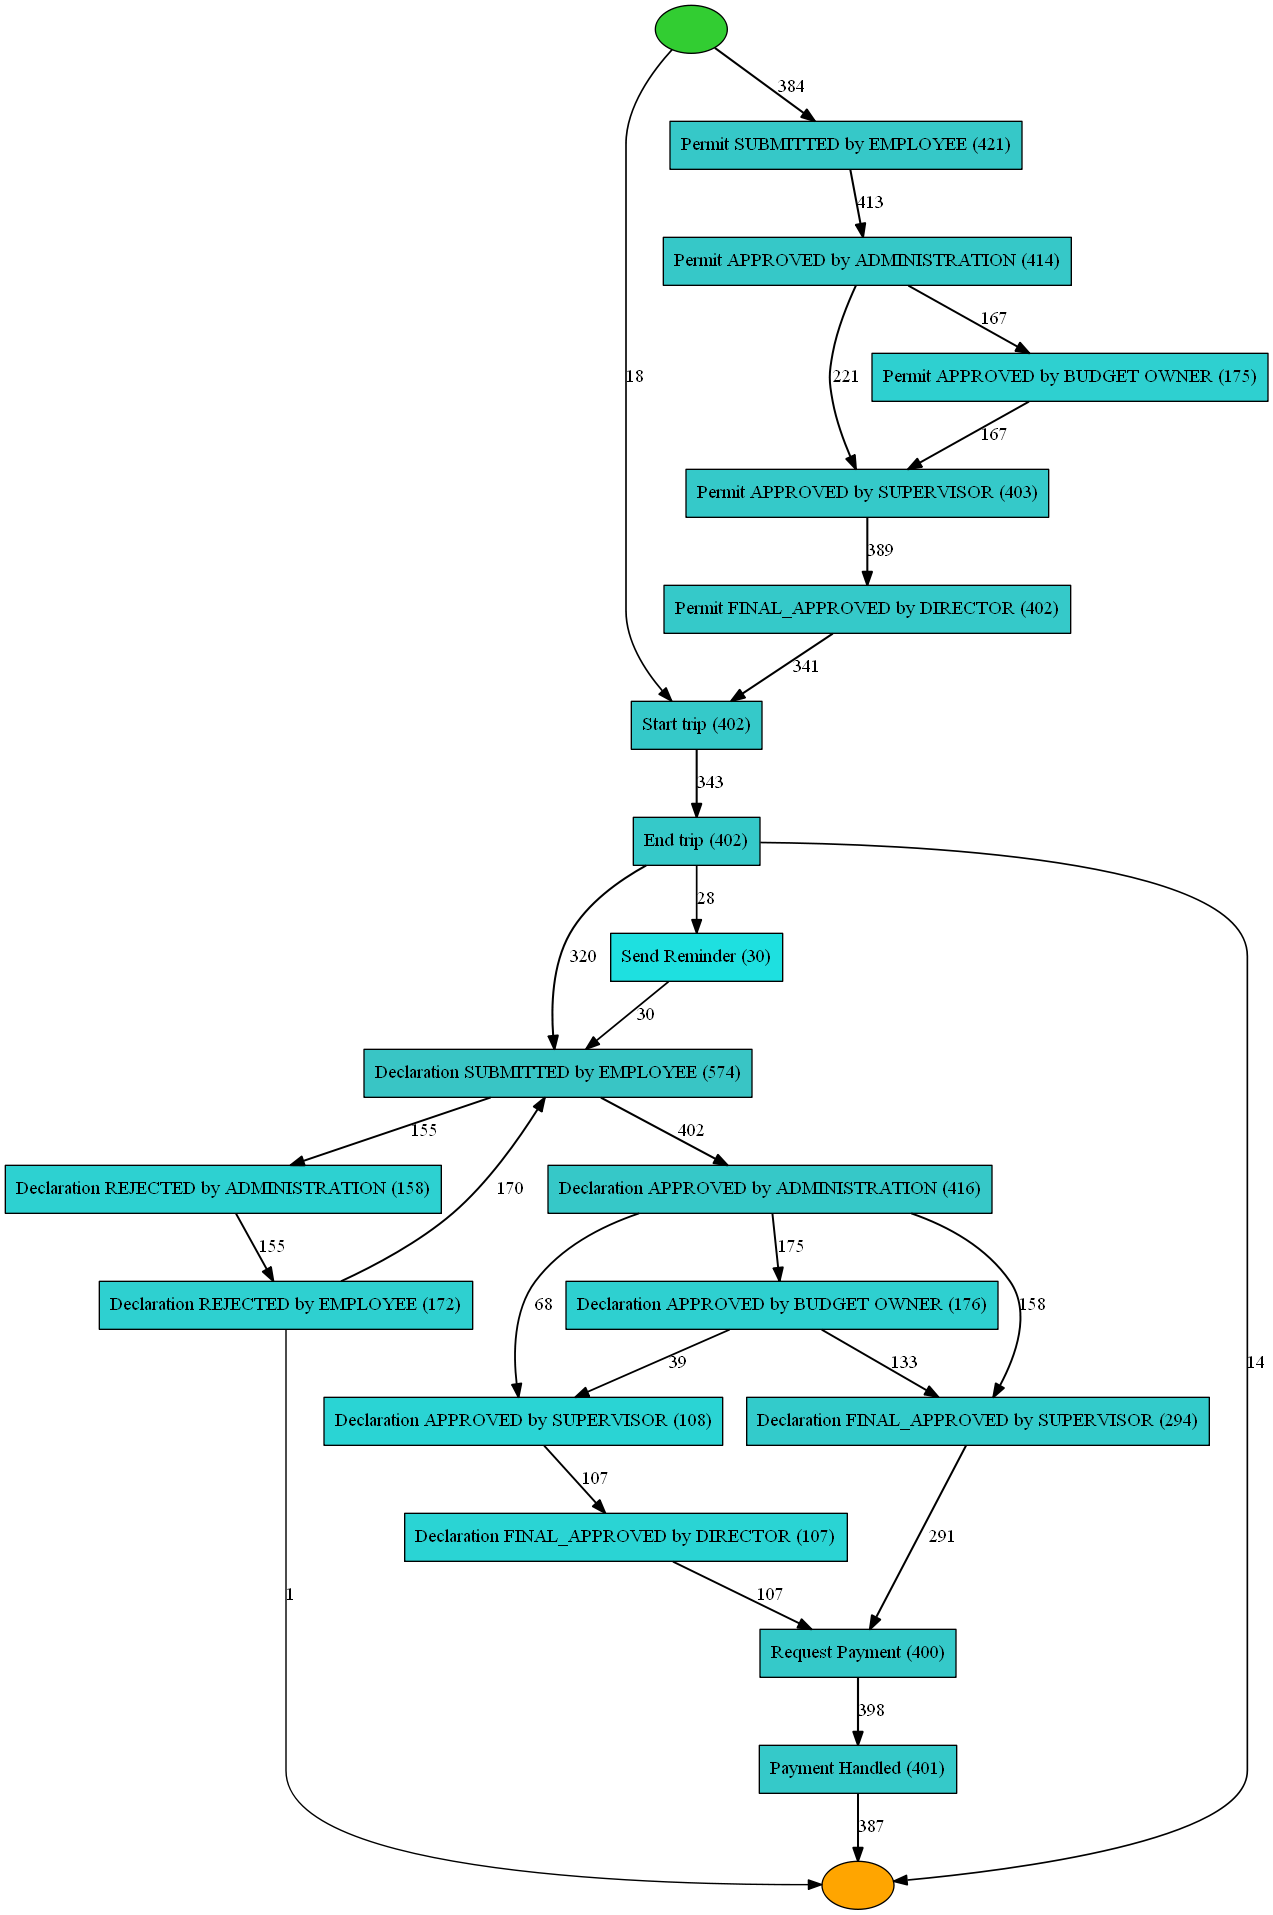 384
Permit SUBMITTED by EMPLOYEE (421)
413
Permit APPROVED by ADMINISTRATION (414)
167
18
221
Permit APPROVED by BUDGET OWNER (175)
167
Permit APPROVED by SUPERVISOR (403)
389
Permit FINAL_APPROVED by DIRECTOR (402)
341
Start trip (402)
343
End trip (402)
28
320
Send Reminder (30)
30
Declaration SUBMITTED by EMPLOYEE (574)
155
402
Declaration REJECTED by ADMINISTRATION (158)
170
Declaration APPROVED by ADMINISTRATION (416)
155
175
Declaration REJECTED by EMPLOYEE (172)
68
Declaration APPROVED by BUDGET OWNER (176)
158
39
133
14
Declaration APPROVED by SUPERVISOR (108)
Declaration FINAL_APPROVED by SUPERVISOR (294)
107
Declaration FINAL_APPROVED by DIRECTOR (107)
291
1
107
Request Payment (400)
398
Payment Handled (401)
387